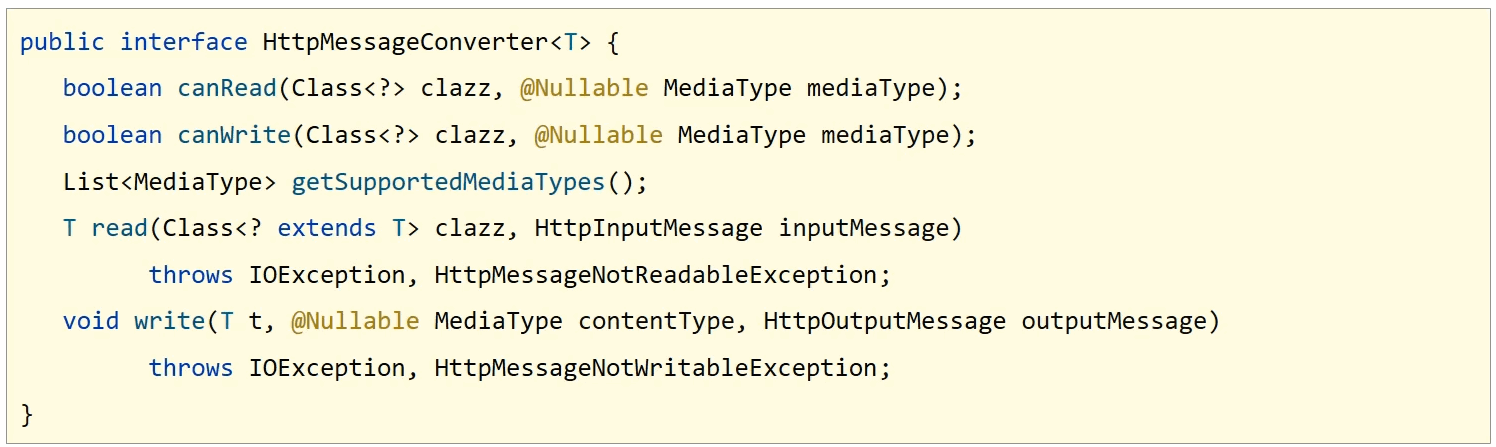 public interface HttpMessageConverter<T> {
boolean canRead(Class<?> clazz, @Nullable MediaType mediaType);
boolean canWrite(Class<?> clazz, @Nullable MediaType mediaType);
List<MediaType> getSupportedMediaTypes();
T read(Class<? extends T> clazz, HttpInputMessage inputMessage)
throws IOException, HttpMessageNotReadableException;
void write(T t, @Nullable MediaType contentType, HttpOutputMessage outputMessage)
throws IOException, HttpMessageNotWritableException;
}